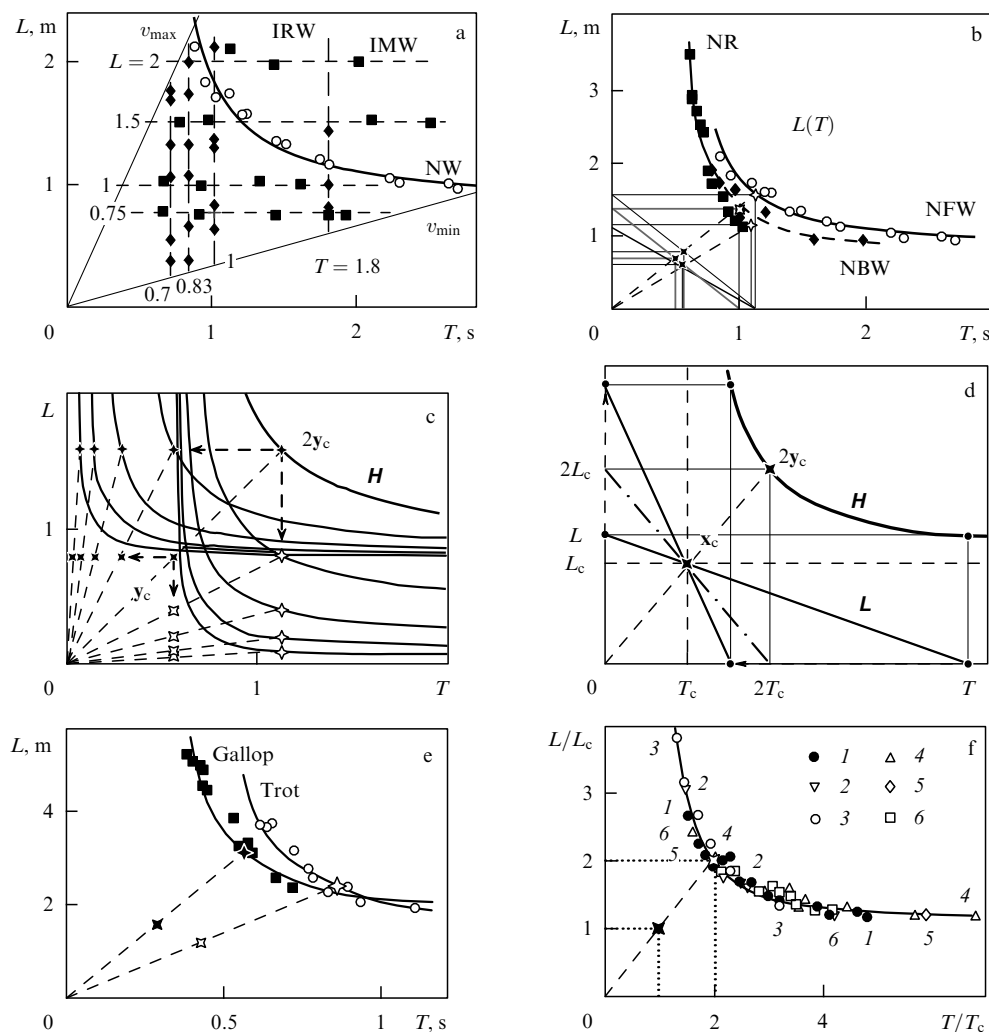 L, m
a
v_max
IRW
IMW
2
L = 2
1.5
1
1
NW
0.75
v_min
1
T = 1.8
0.83
0.7
0
1
2
T, s
L, m
b
NR
3
L(T)
2
NFW
1
NBW
0
1
2
T, s
L
c
2y_c
H
1
y_c
0
1
T
d
2L_c
2y_c
H
L
x_c
L_c
L
0
T_c
2T_c
T
L, m
e
Gallop
Trot
4
2
0
0.5
1
T, s
L/L_c
f
3
1
4
2
5
3
6
3
2
1
6
4
5
2
2
1
3
6
1
5
4
0
2
4
T/T_c